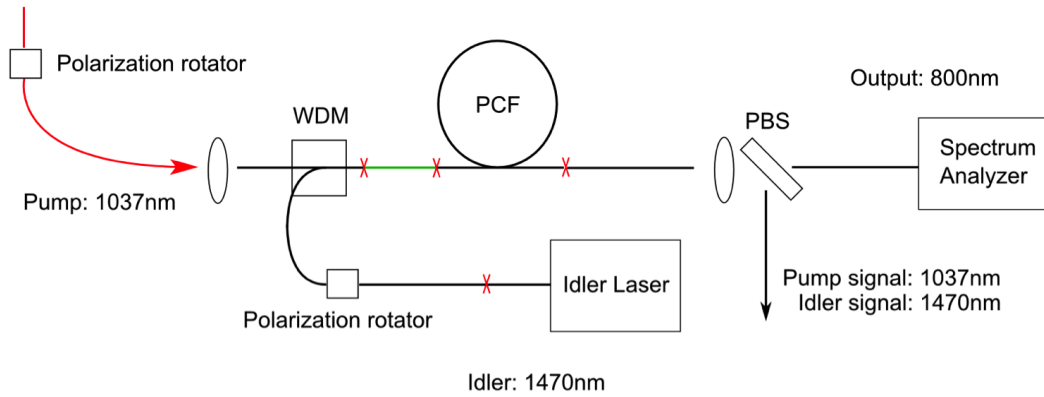 Polarization rotator
Output: 800nm
WDM
PCF
PBS
Spectrum
Analyzer
Pump: 1037nm
Idler Laser
Pump signal: 1037nm
Idler signal: 1470nm
Polarization rotator
Idler: 1470nm